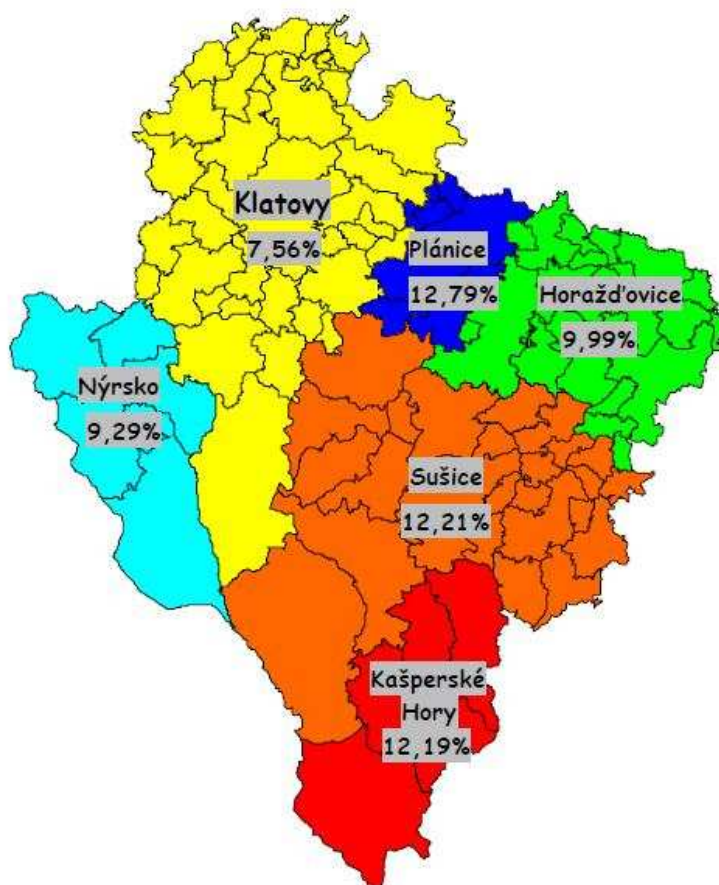 Klatovy
7,56%
Plánice
12,79%
Horažďovice
9,99%
Nýrsko
9,29%
Sušice
12,21%
Kašperské
Hory
12,19%